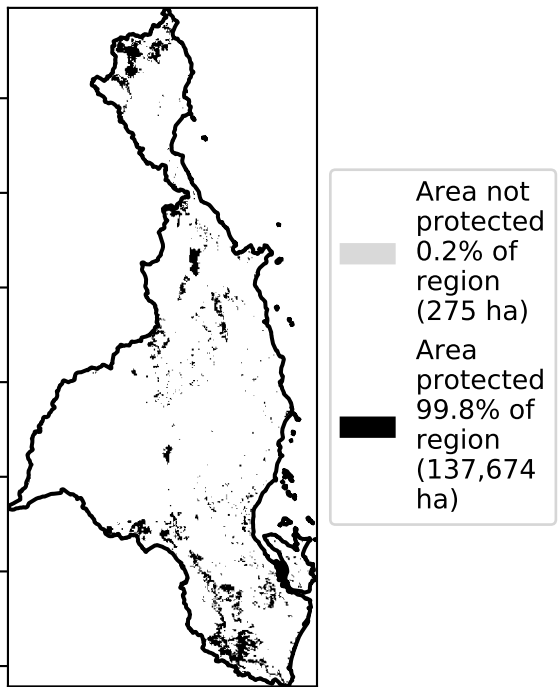 Area not
protected
0.2% of
region
(275 ha)
Area
protected
99.8% of
region
(137,674
ha)